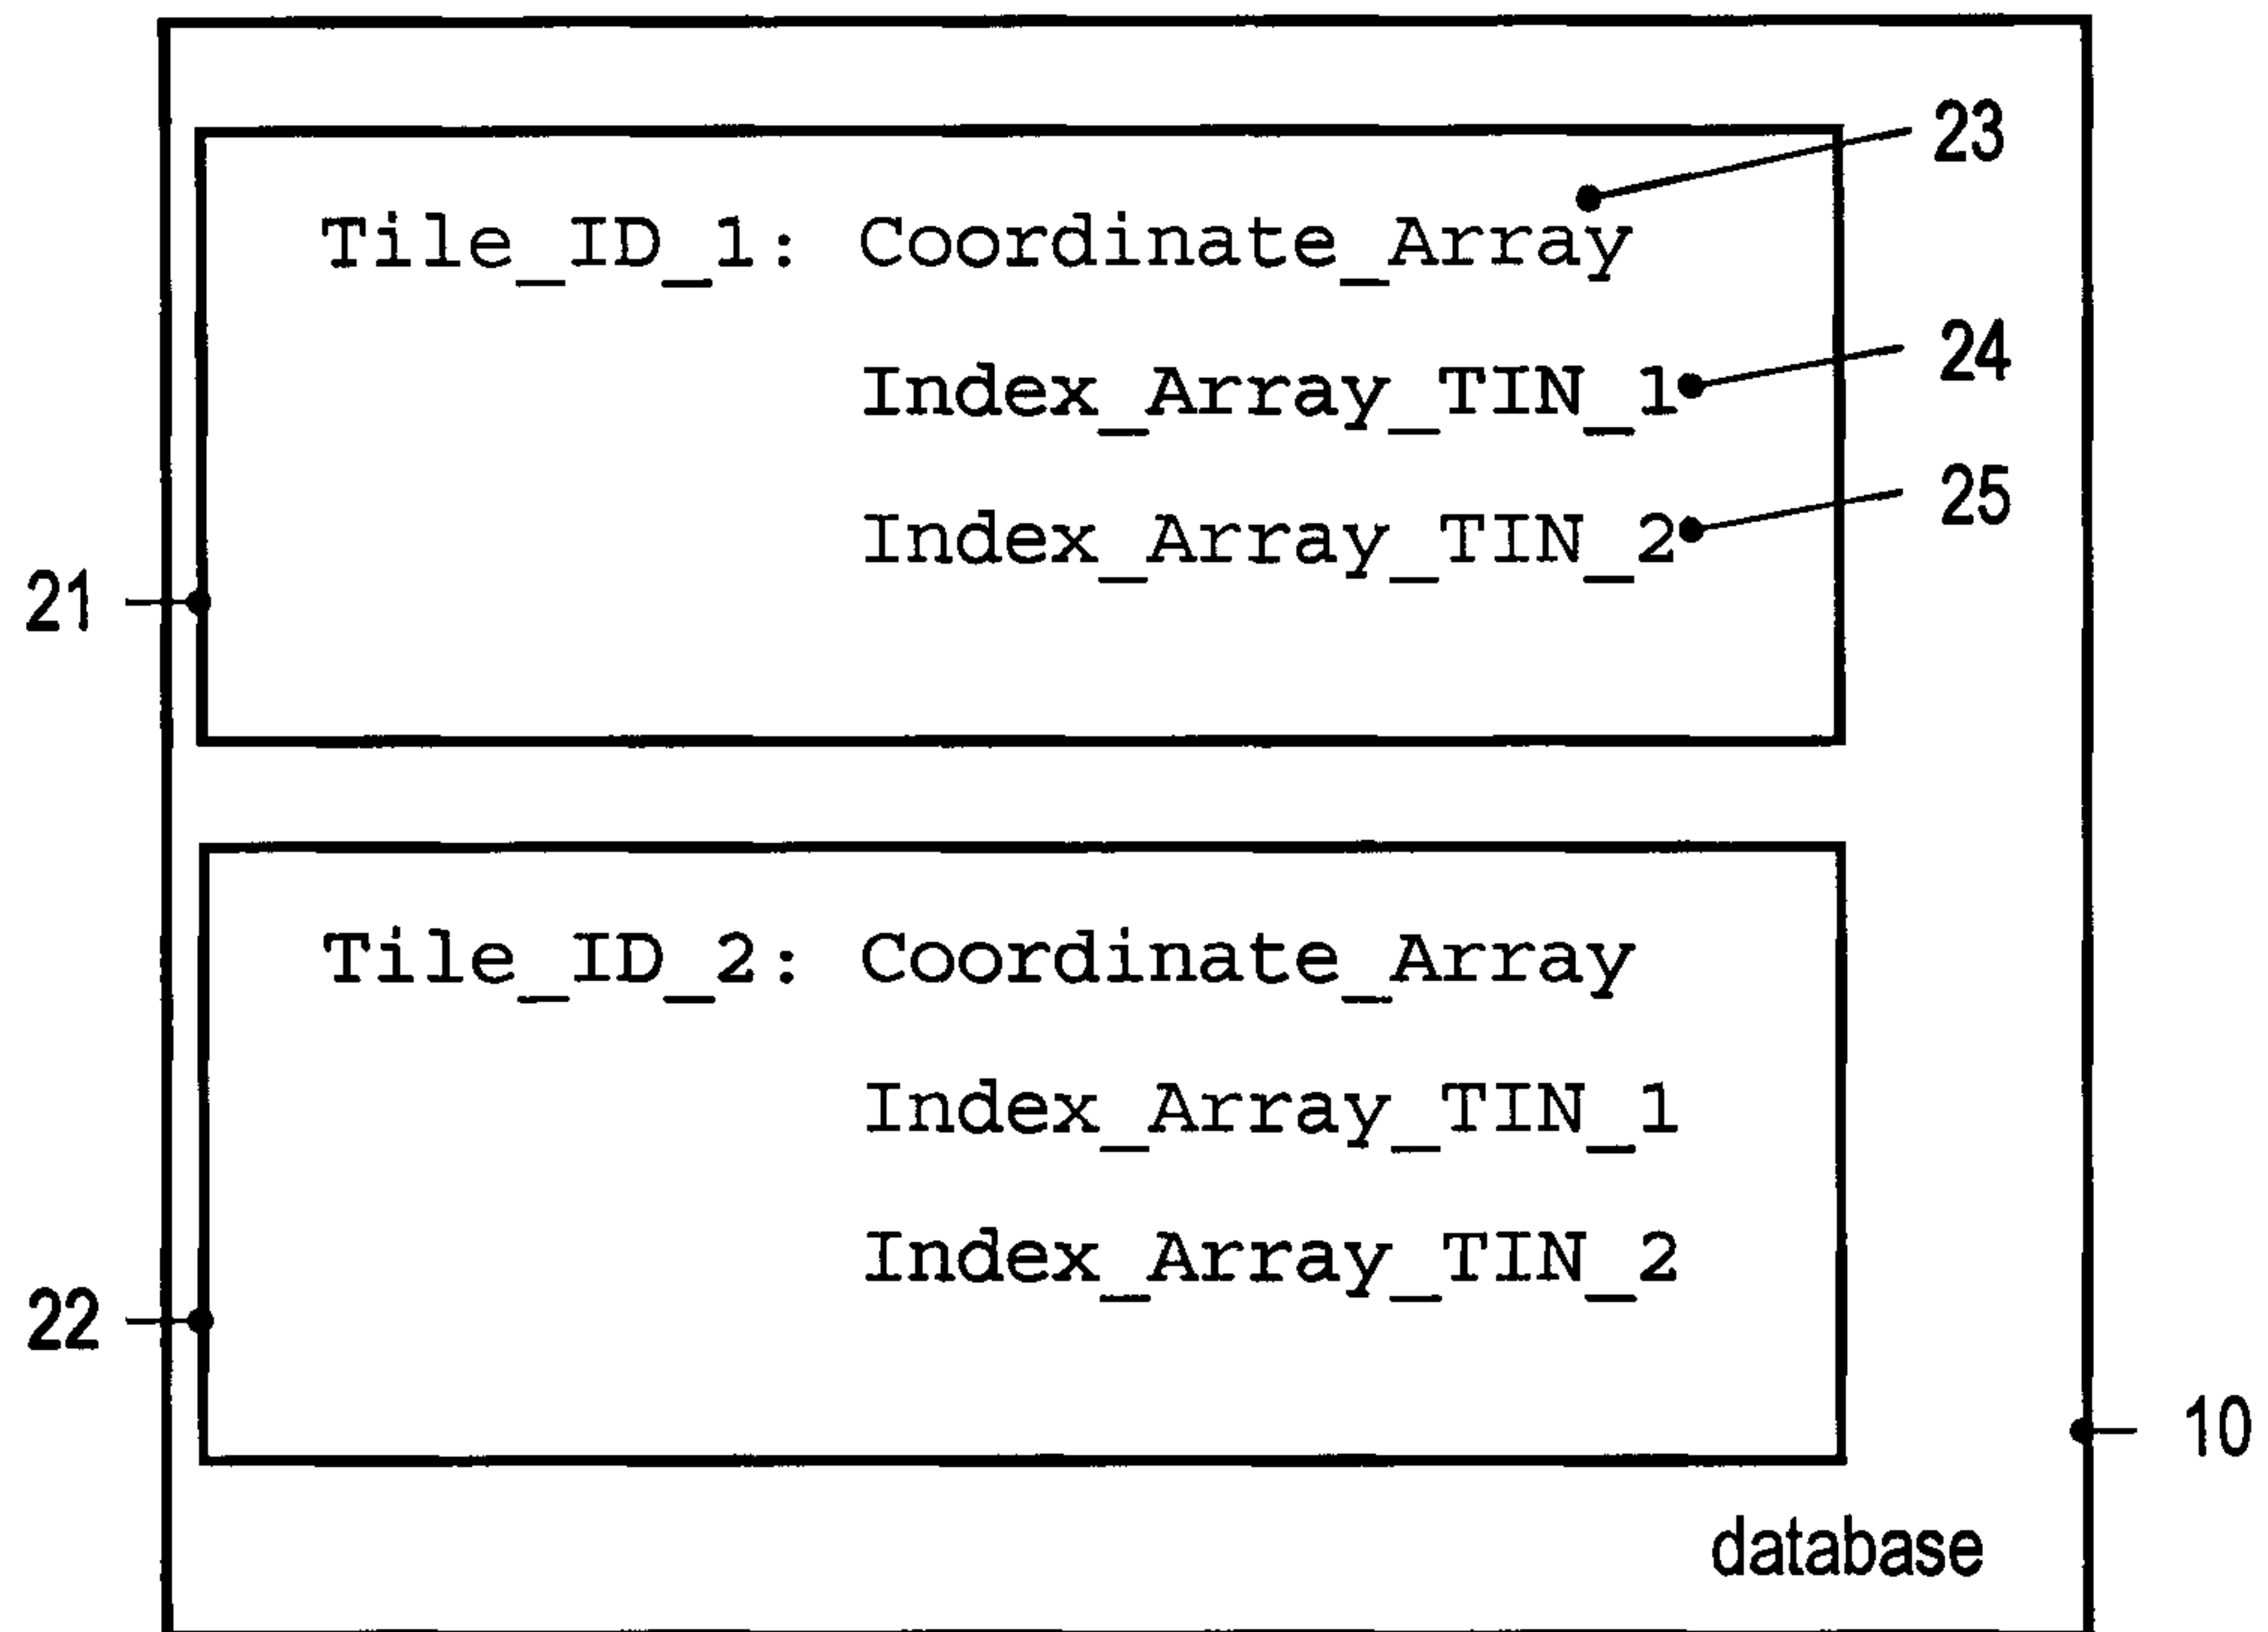 23
Tile_ID_1: Coordinate_Array
24
Index_Array_TIN_1
25
Index_Array_TIN_2
21
Tile_ID_2: Coordinate_Array
Index_Array_TIN_1
Index_Array_TIN_2
22
10
database